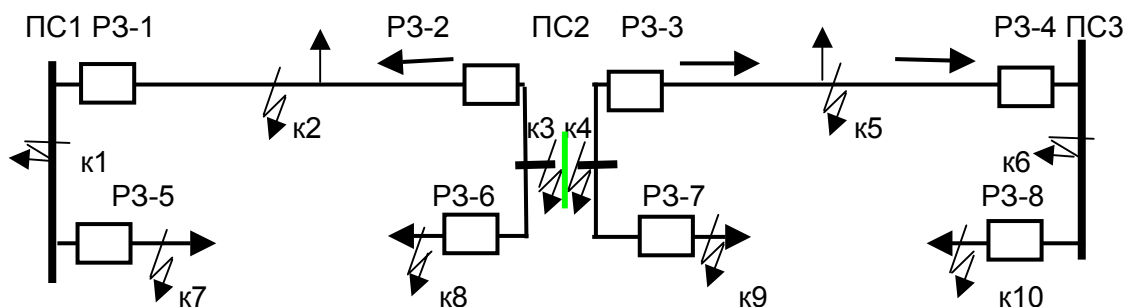 ПС1 РЗ-1 РЗ-2 ПС2 РЗ-3 РЗ-4 ПС3
к3 к4
к2 к5
к1 к6
РЗ-5 РЗ-6 РЗ-7 РЗ-8
к7 к8 к9 к10